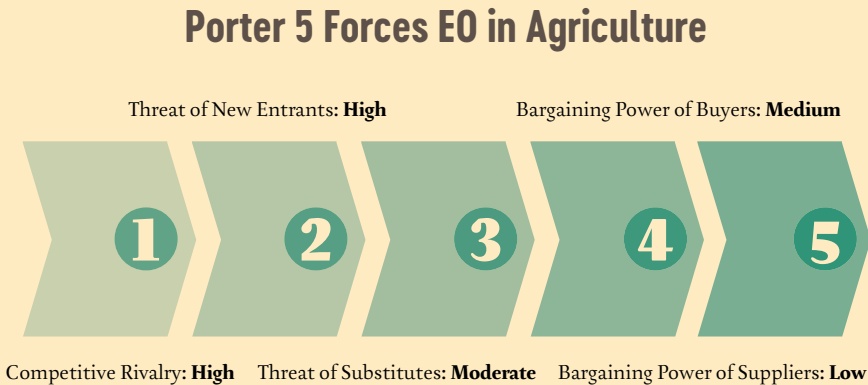 Porter 5 Forces EO in Agriculture
Threat of New Entrants: High
Bargaining Power of Buyers: Medium
1
2
3
4
5
Competitive Rivalry: High
Threat of Substitutes: Moderate
Bargaining Power of Suppliers: Low